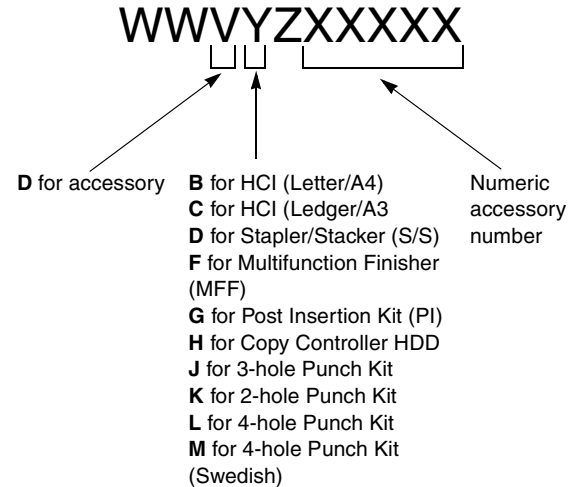 WWVYZXXXXX
D for accessory
B for HCI (Letter/A4)
C for HCI (Ledger/A3
D for Stapler/Stacker (S/S)
F for Multifunction Finisher
(MFF)
G for Post Insertion Kit (PI)
H for Copy Controller HDD
J for 3-hole Punch Kit
K for 2-hole Punch Kit
L for 4-hole Punch Kit
M for 4-hole Punch Kit
(Swedish)
Numeric
accessory
number